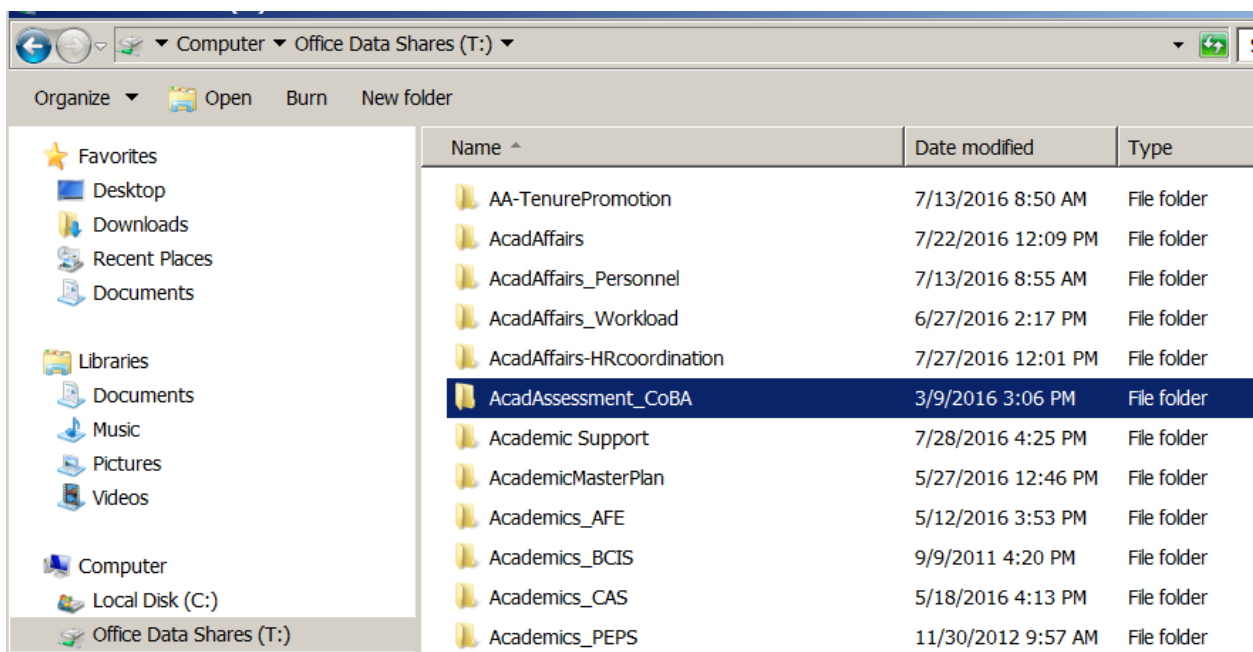 Computer Office Data Shares (T:)
Organize Open Burn New folder
Favorites
Desktop
Downloads
Recent Places
Documents
Libraries
Documents
Music
Pictures
Videos
Computer
Local Disk (C:)
Office Data Shares (T:)
Name Date modified Type
AA-TenurePromotion 7/13/2016 8:50 AM File folder
AcadAffairs 7/22/2016 12:09 PM File folder
AcadAffairs_Personnel 7/13/2016 8:55 AM File folder
AcadAffairs_Workload 6/27/2016 2:17 PM File folder
AcadAffairs-HRcoordination 7/27/2016 12:01 PM File folder
AcadAssessment_CoBA 3/9/2016 3:06 PM File folder
Academic Support 7/28/2016 4:25 PM File folder
AcademicMasterPlan 5/27/2016 12:46 PM File folder
Academics_AFE 5/12/2016 3:53 PM File folder
Academics_BCIS 9/9/2011 4:20 PM File folder
Academics_CAS 5/18/2016 4:13 PM File folder
Academics_PEPS 11/30/2012 9:57 AM File folder